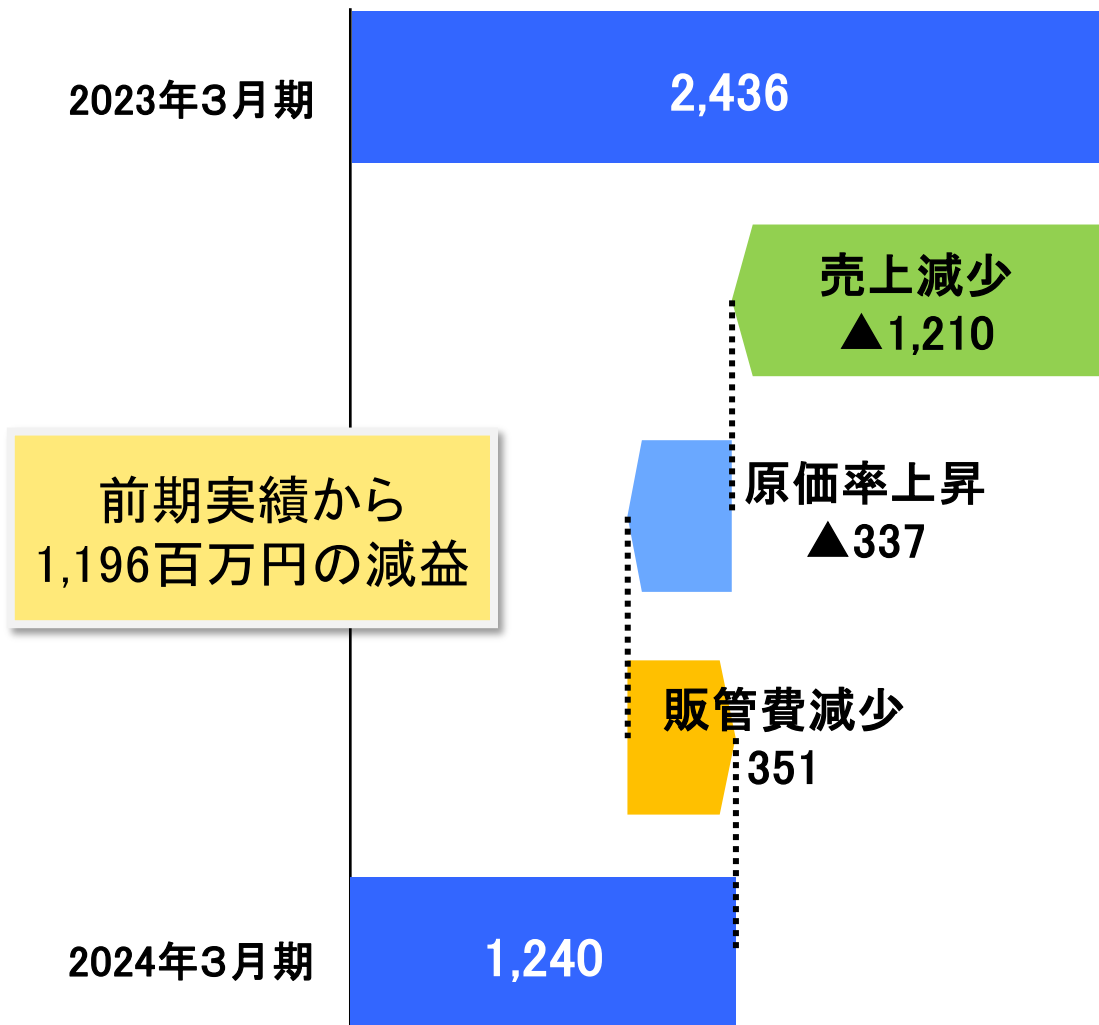 2023年３月期
2,436
売上減少
▲1,210
前期実績から
1,196百万円の減益
原価率上昇
▲337
販管費減少
351
2024年３月期
1,240